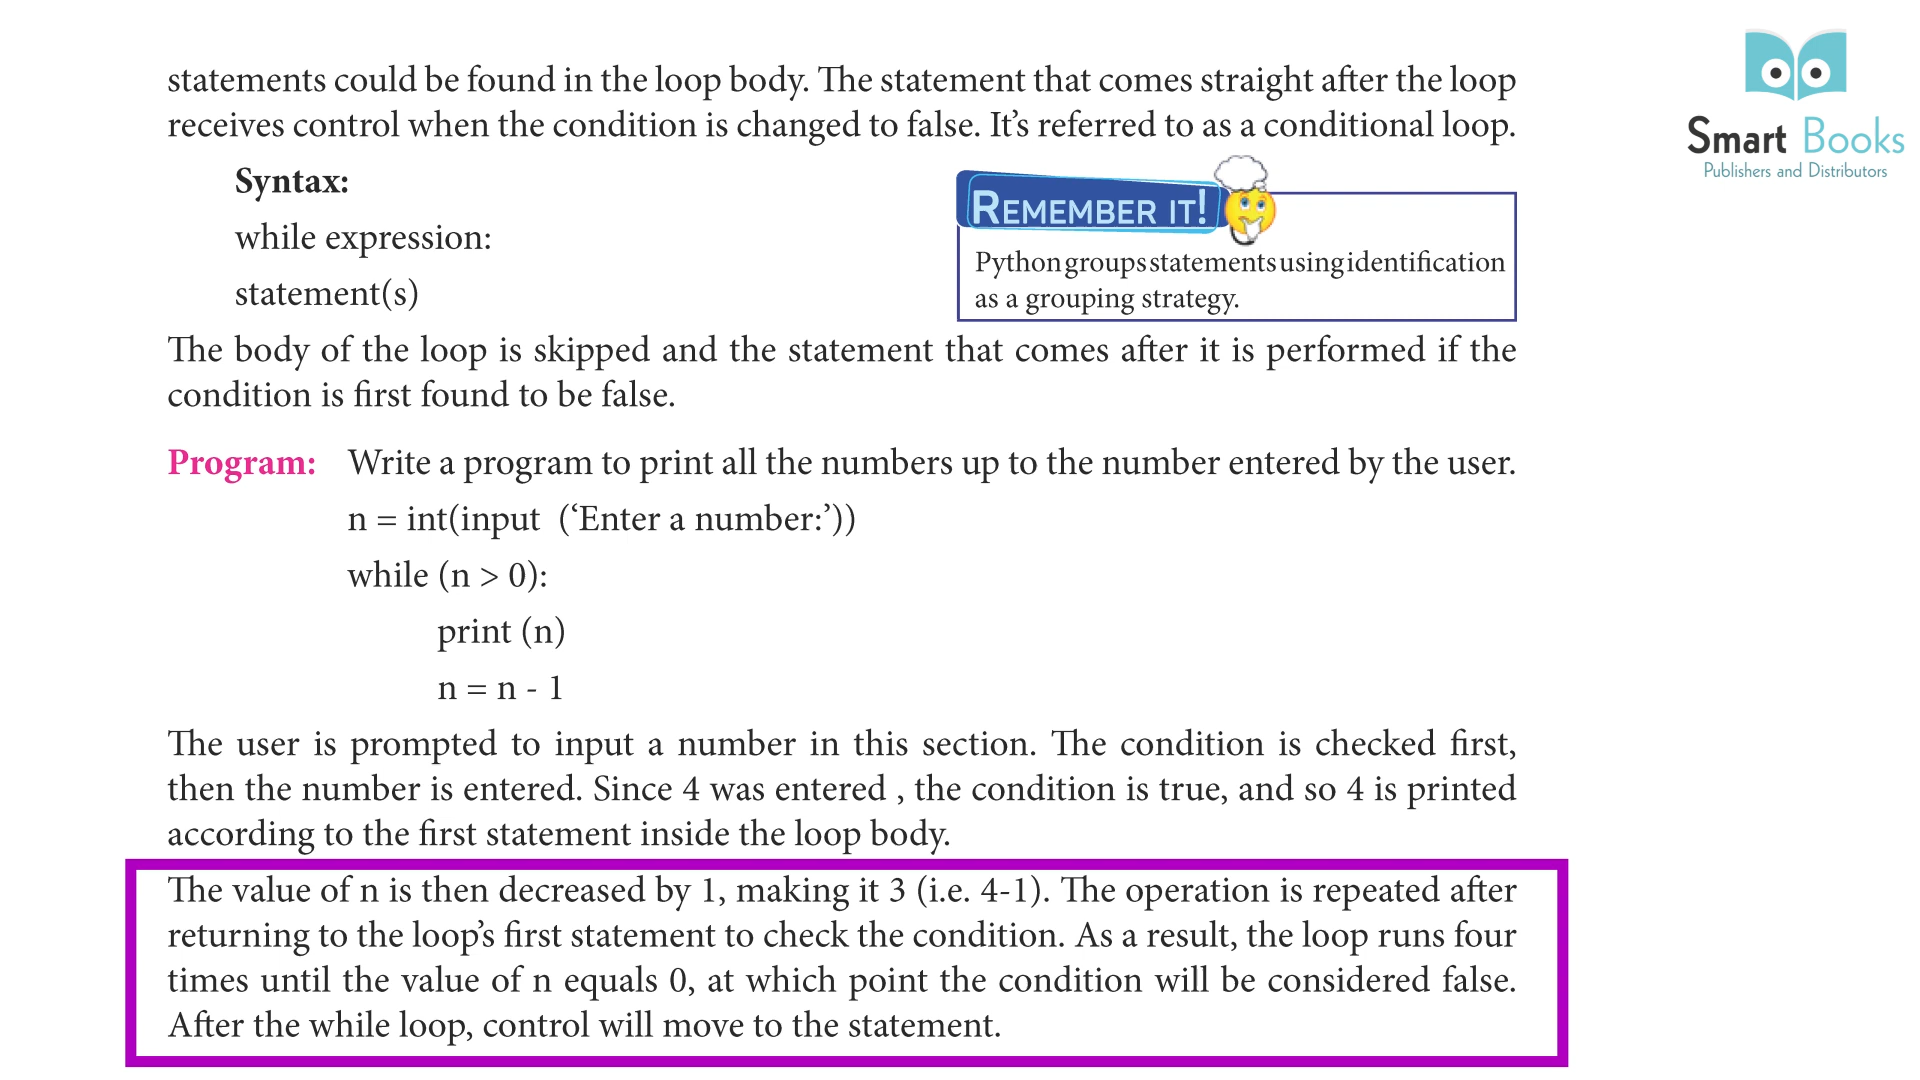 statements could be found in the loop body. The statement that comes straight after the loop
receives control when the condition is changed to false. It’s referred to as a conditional loop.
Smart Books
Publishers and Distributors
Syntax:
while expression:
statement(s)
REMEMBER IT!
Python groups statements using identification
as a grouping strategy.
The body of the loop is skipped and the statement that comes after it is performed if the
condition is first found to be false.
Program: Write a program to print all the numbers up to the number entered by the user.
n = int(input (‘Enter a number:’))
while (n > 0):
print (n)
n = n - 1
The user is prompted to input a number in this section. The condition is checked first,
then the number is entered. Since 4 was entered , the condition is true, and so 4 is printed
according to the first statement inside the loop body.
The value of n is then decreased by 1, making it 3 (i.e. 4-1). The operation is repeated after
returning to the loop’s first statement to check the condition. As a result, the loop runs four
times until the value of n equals 0, at which point the condition will be considered false.
After the while loop, control will move to the statement.